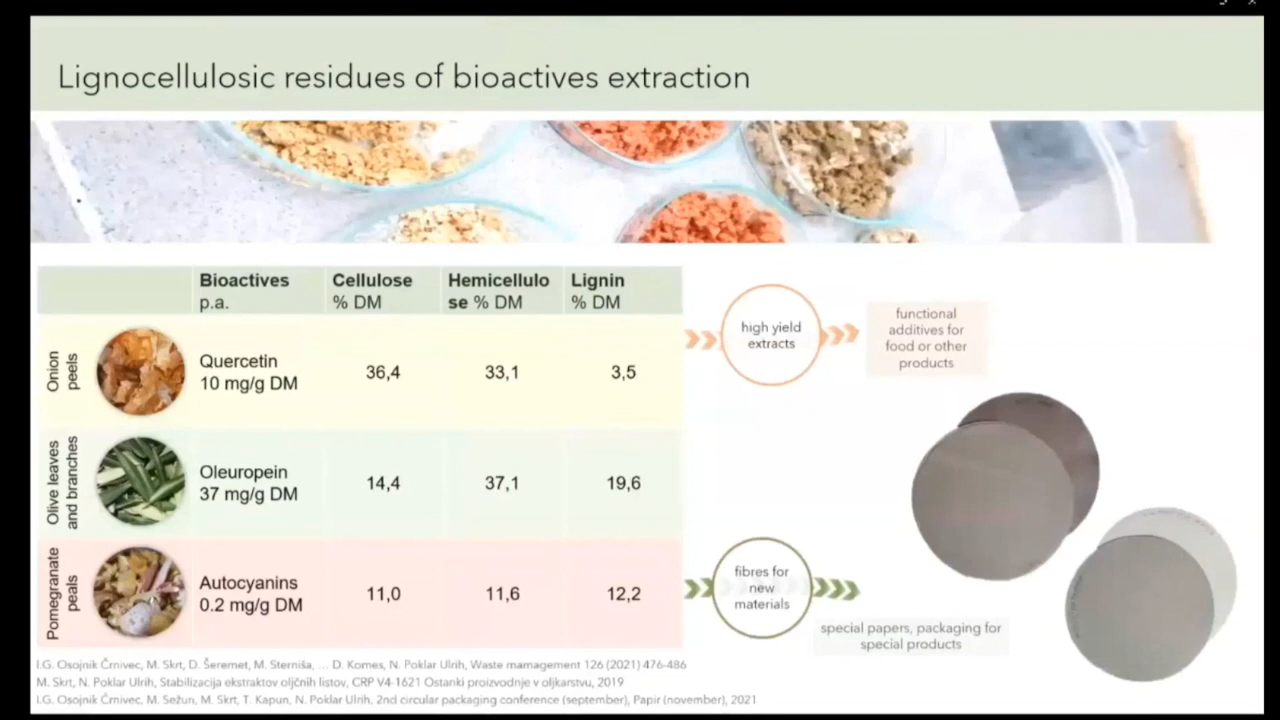 Lignocellulosic residues of bioactives extraction
Bioactives
p.a.
Cellulose
% DM
Hemicellulo
se % DM
Lignin
% DM
Onion
peels
Quercetin
10 mg/g DM
36,4
33,1
3,5
Olive leaves
and branches
Oleuropein
37 mg/g DM
14,4
37,1
19,6
Pomegranate
peals
Autocyanins
0.2 mg/g DM
11,0
11,6
12,2
high yield
extracts
functional
additives for
food or other
products
fibres for
new
materials
special papers, packaging for
special products
I.G. Osojnik Črnivec, M. Skrt, D. Šeremet, M. Sterniša, ... D. Komes, N. Poklar Ulrih, Waste mamagement 126 (2021) 476-486
M. Skrt, N. Poklar Ulrih, Stabilizacija ekstraktov oljčnih listov, CRP V4-1621 Ostanki proizvodnje v oljkarstvu, 2019
I.G. Osojnik Črnivec, M. Sežun, M. Skrt, T. Kapun, N. Poklar Ulrih, 2nd circular packaging conference (september), Papir (november), 2021